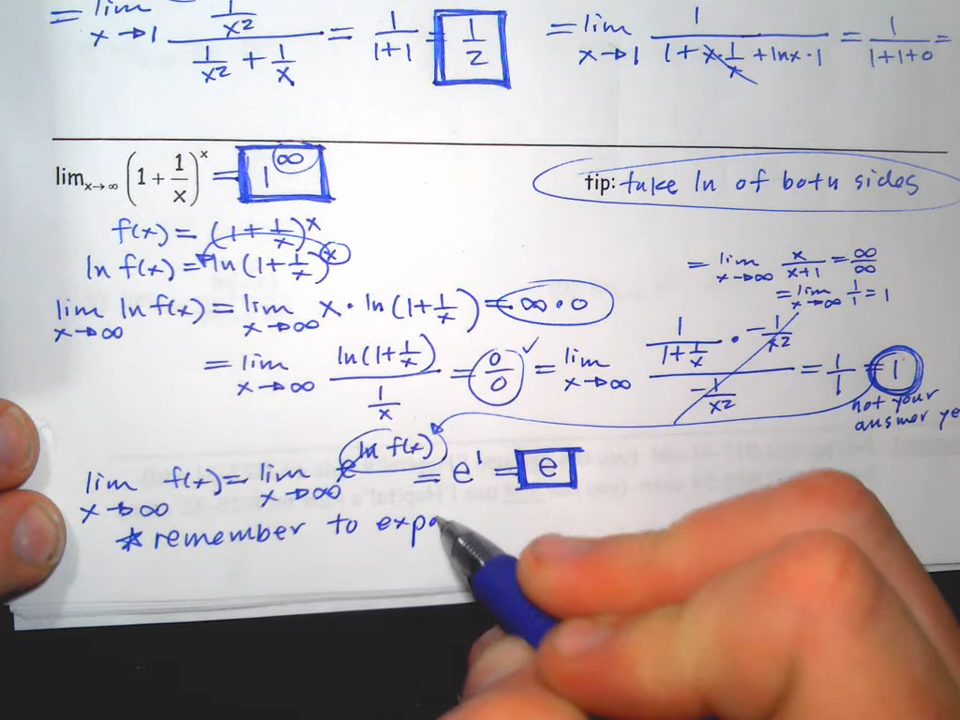 = lim x→1 (1/x²)/(1/x² + 1/x) = 1/(1+1) = 1/2
= lim x→1 1/(1 + x·1/x + lnx·1) = 1/(1+1+0) =
lim x→∞ (1 + 1/x)^x = 1^∞
tip: take ln of both sides
f(x) = (1 + 1/x)^x
ln f(x) = ln(1 + 1/x)^x
= lim x→∞ x/(x+1) = ∞/∞
= lim x→∞ 1/1 = 1
lim x→∞ ln f(x) = lim x→∞ x · ln(1 + 1/x) = ∞ · 0
= lim x→∞ ln(1 + 1/x)/(1/x) = 0/0 ✓ = lim x→∞ (1/(1 + 1/x) · -1/x²)/(-1/x²) = 1/1 = 1
not your
answer ye
lim x→∞ f(x) = lim x→∞ e^(ln f(x)) = e¹ = e
* remember to expo